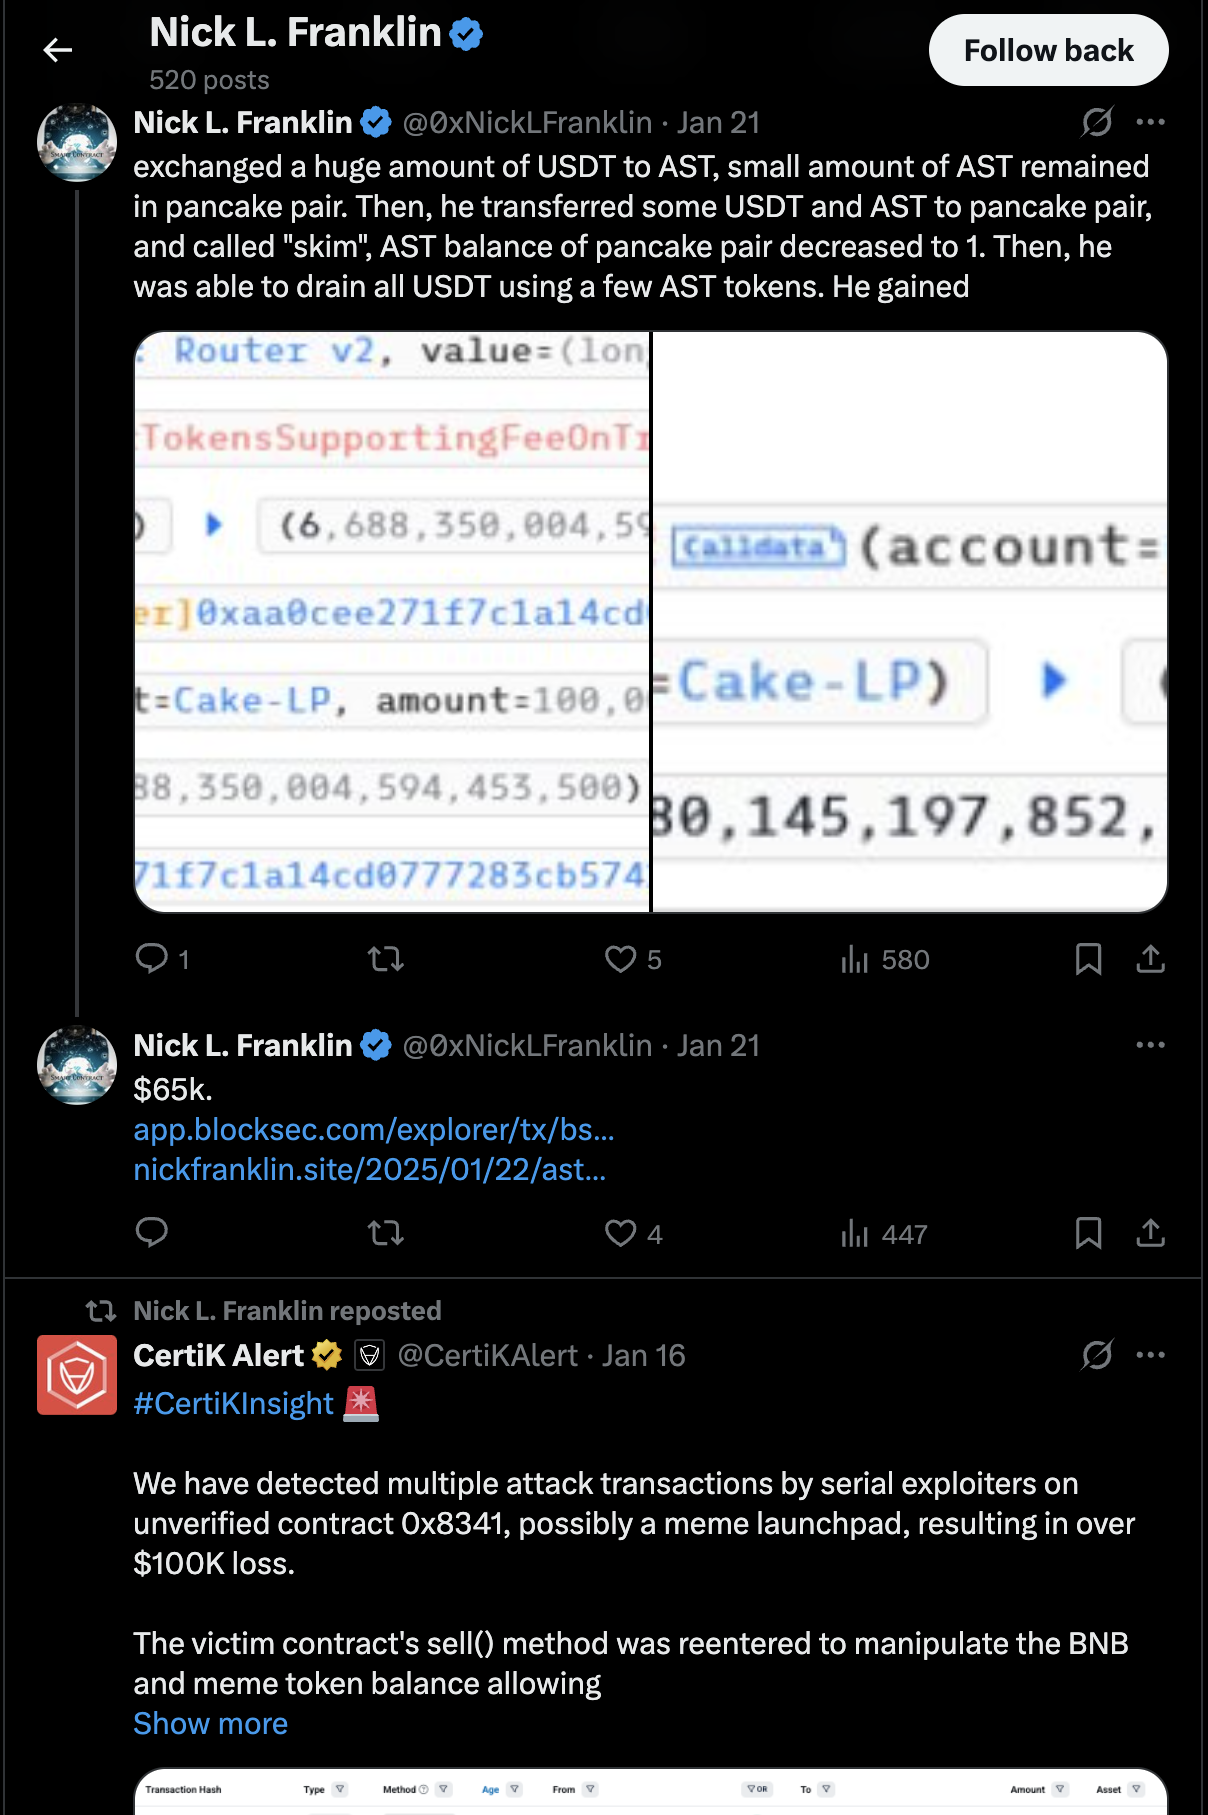 Nick L. Franklin
520 posts
Follow back
Nick L. Franklin @0xNickLFranklin · Jan 21
exchanged a huge amount of USDT to AST, small amount of AST remained
in pancake pair. Then, he transferred some USDT and AST to pancake pair,
and called "skim", AST balance of pancake pair decreased to 1. Then, he
was able to drain all USDT using a few AST tokens. He gained
: Router v2, value=(long
tTokensSupportingFeeOnTr
) (6,688,350,004,59
er]0xaa0cee271f7c1a14cd0
t=Cake-LP, amount=100,0
88,350,004,594,453,500)
71f7c1a14cd0777283cb574
Calldata (account=
=Cake-LP) (
80,145,197,852,
1 5 580
Nick L. Franklin @0xNickLFranklin · Jan 21
$65k.
app.blocksec.com/explorer/tx/bs...
nickfranklin.site/2025/01/22/ast...
4 447
Nick L. Franklin reposted
CertiK Alert @CertiKAlert · Jan 16
#CertiKInsight 🚨
We have detected multiple attack transactions by serial exploiters on
unverified contract 0x8341, possibly a meme launchpad, resulting in over
$100K loss.
The victim contract's sell() method was reentered to manipulate the BNB
and meme token balance allowing
Show more
Transaction Hash Type Method Age From OR To Amount Asset